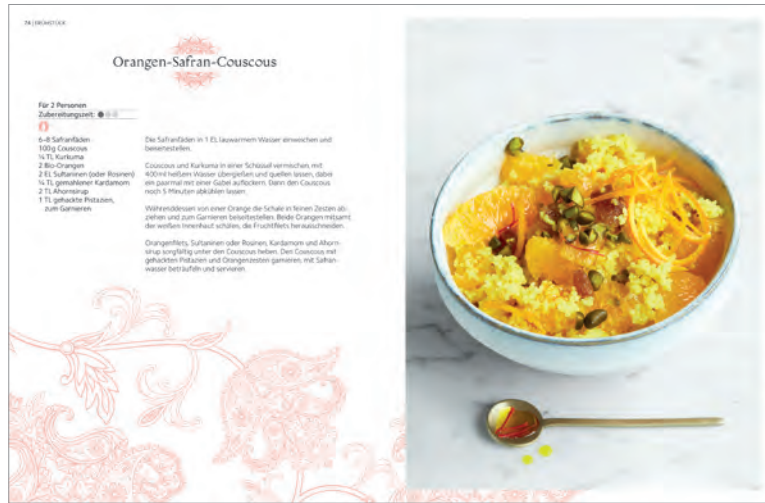 74 | FRÜHSTÜCK
Orangen-Safran-Couscous
Für 2 Personen
Zubereitungszeit:
6–8 Safranfäden
100 g Couscous
¼ TL Kurkuma
2 Bio-Orangen
2 EL Sultaninen (oder Rosinen)
¼ TL gemahlener Kardamom
2 TL Ahornsirup
1 TL gehackte Pistazien,
zum Garnieren
Die Safranfäden in 1 EL lauwarmem Wasser einweichen und
beiseitestellen.
Couscous und Kurkuma in einer Schüssel vermischen, mit
400 ml heißem Wasser übergießen und quellen lassen, dabei
ein paarmal mit einer Gabel auflockern. Dann den Couscous
noch 5 Minuten abkühlen lassen.
Währenddessen von einer Orange die Schale in feinen Zesten ab-
ziehen und zum Garnieren beiseitestellen. Beide Orangen mitsamt
der weißen Innenhaut schälen, die Fruchtfilets herausschneiden.
Orangenfilets, Sultaninen oder Rosinen, Kardamom und Ahorn-
sirup sorgfältig unter den Couscous heben. Den Couscous mit
gehackten Pistazien und Orangenzesten garnieren, mit Safran-
wasser beträufeln und servieren.